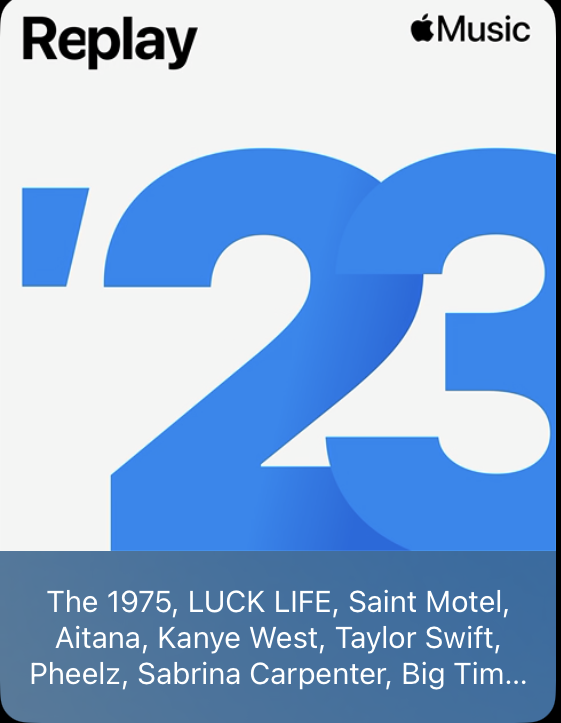 Replay
Music
'23
The 1975, LUCK LIFE, Saint Motel,
Aitana, Kanye West, Taylor Swift,
Pheelz, Sabrina Carpenter, Big Tim...